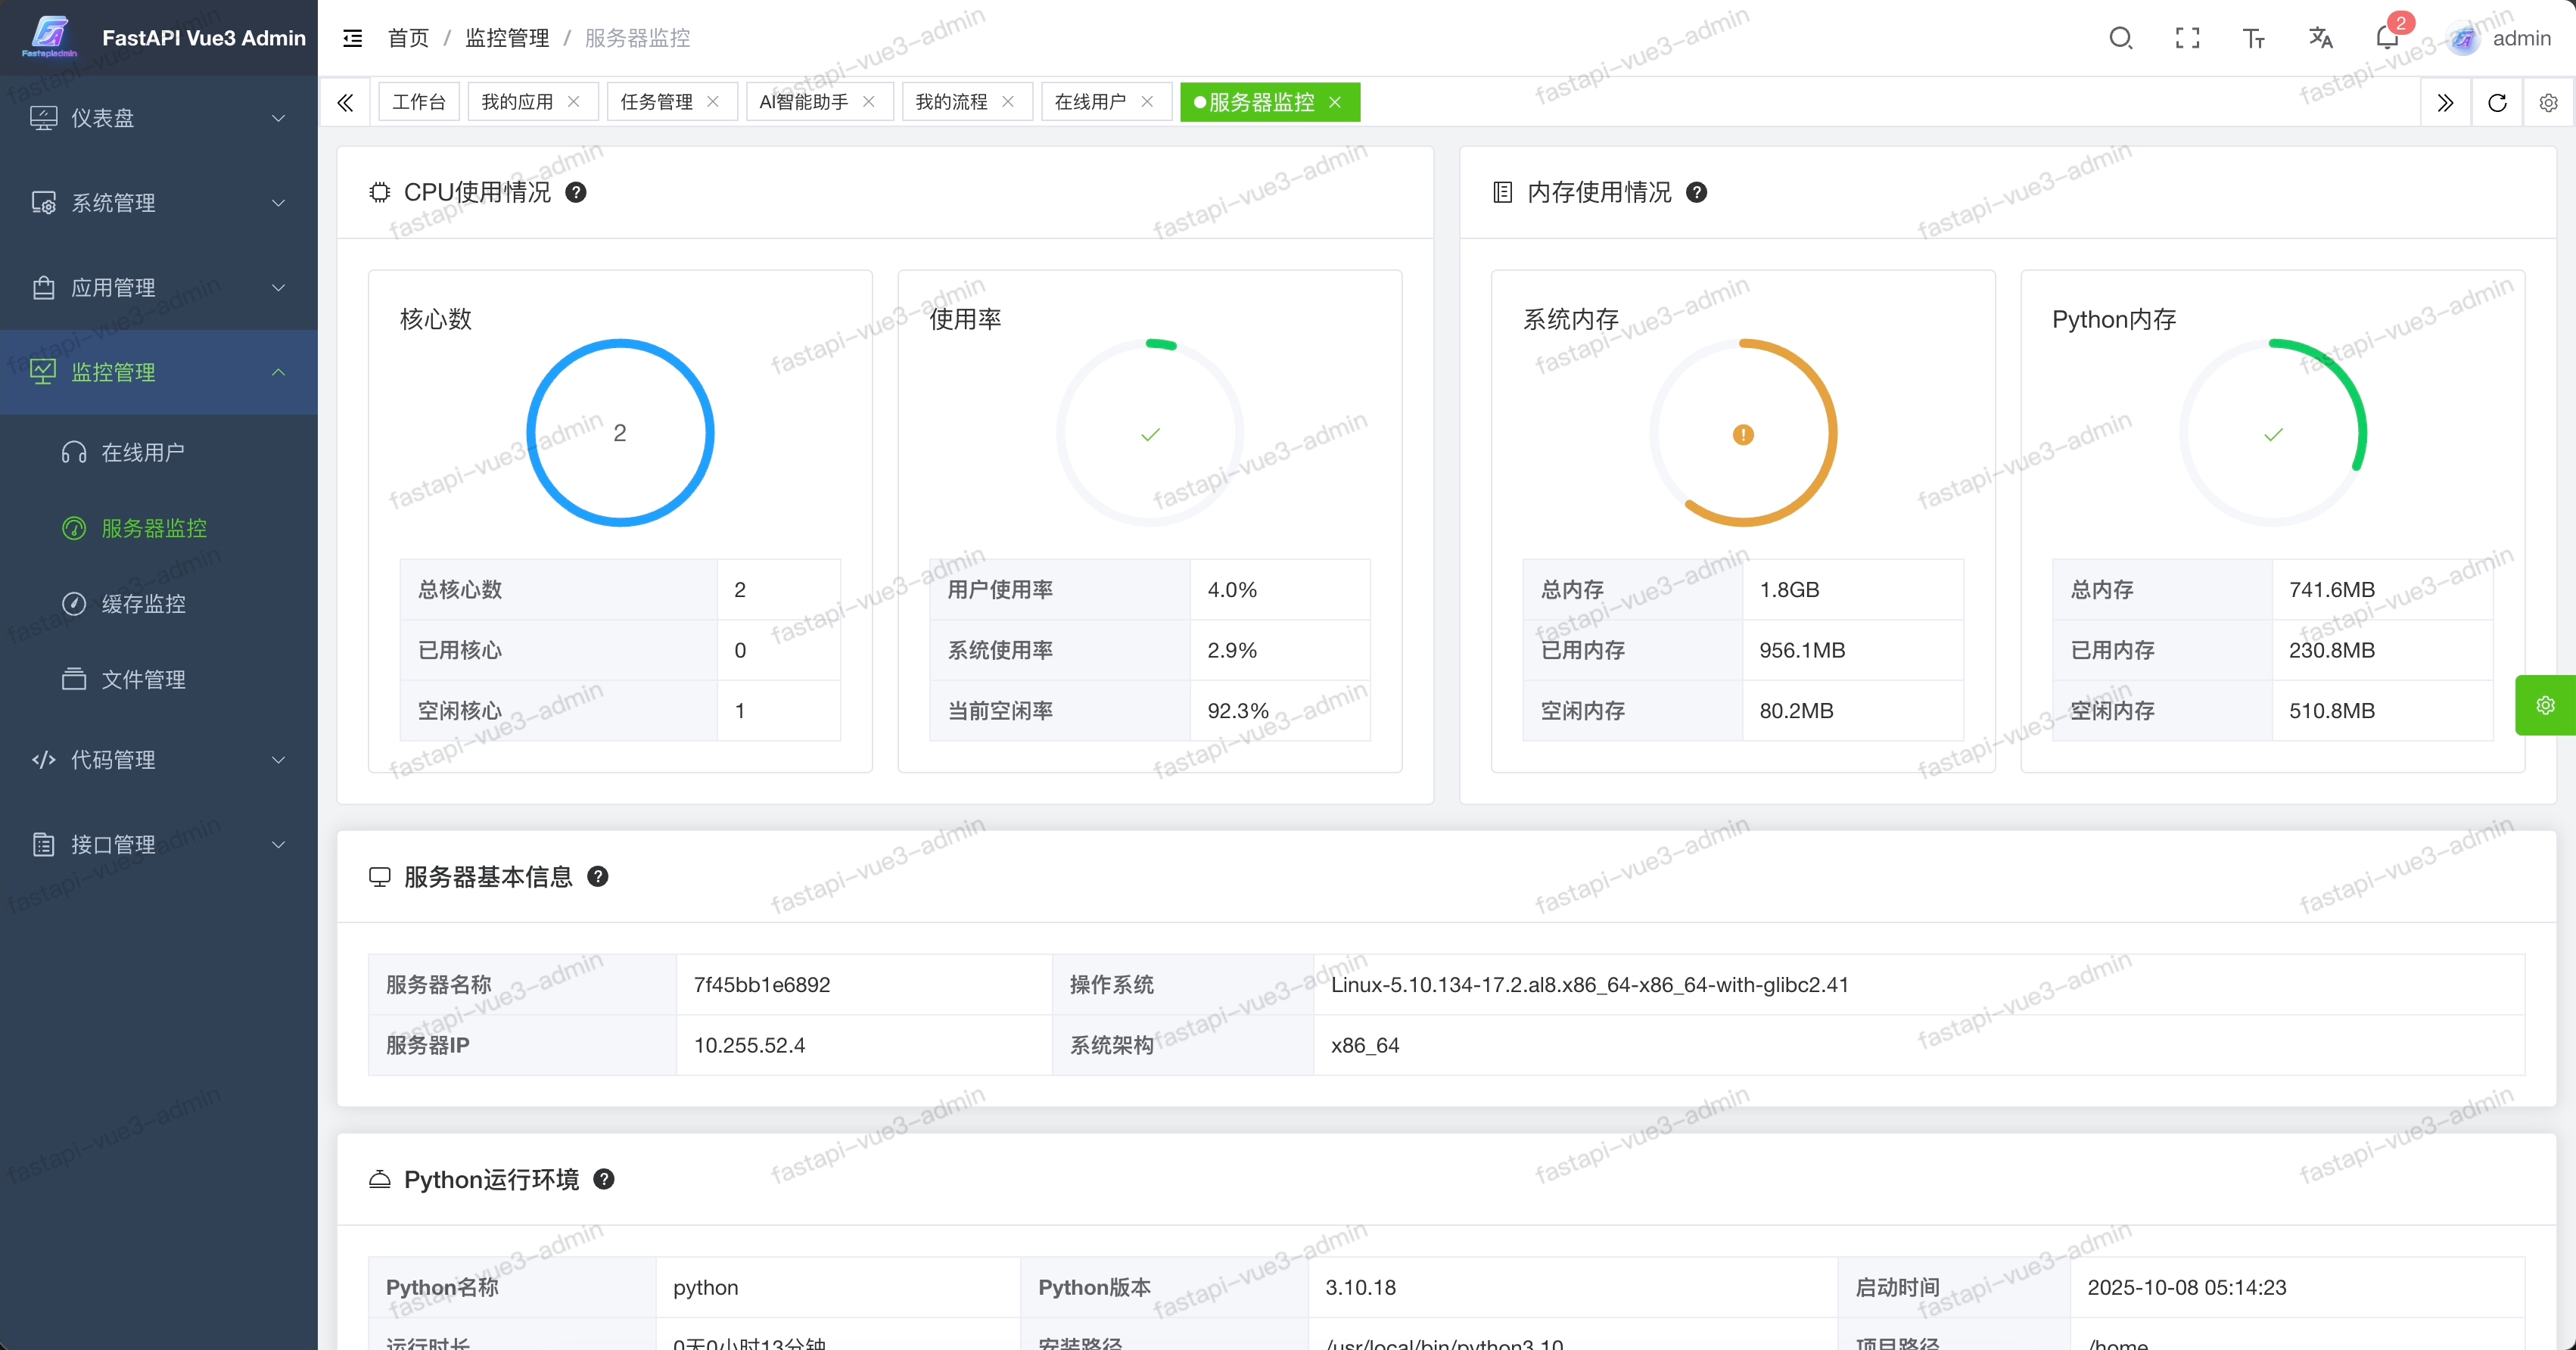 Fastapiadmin
FastAPI Vue3 Admin
首页 / 监控管理 / 服务器监控
2
admin
工作台
我的应用
任务管理
AI智能助手
我的流程
在线用户
服务器监控
仪表盘
系统管理
应用管理
监控管理
在线用户
服务器监控
缓存监控
文件管理
代码管理
接口管理
CPU使用情况
核心数
2
总核心数 2
已用核心 0
空闲核心 1
使用率
用户使用率 4.0%
系统使用率 2.9%
当前空闲率 92.3%
内存使用情况
系统内存
总内存 1.8GB
已用内存 956.1MB
空闲内存 80.2MB
Python内存
总内存 741.6MB
已用内存 230.8MB
空闲内存 510.8MB
服务器基本信息
服务器名称 7f45bb1e6892 操作系统 Linux-5.10.134-17.2.al8.x86_64-x86_64-with-glibc2.41
服务器IP 10.255.52.4 系统架构 x86_64
Python运行环境
Python名称 python Python版本 3.10.18 启动时间 2025-10-08 05:14:23
运行时长 0天0小时13分钟 安装路径 /usr/local/bin/python3.10 项目路径 /home
fastapi-vue3-admin